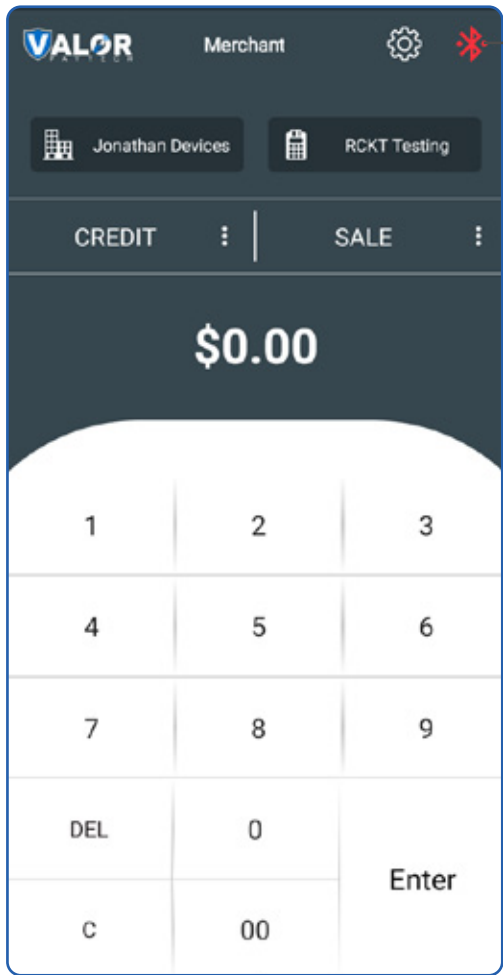 VALOR Merchant
PAYTECH
Jonathan Devices RCKT Testing
CREDIT SALE
$0.00
1 2 3
4 5 6
7 8 9
DEL 0
Enter
C 00